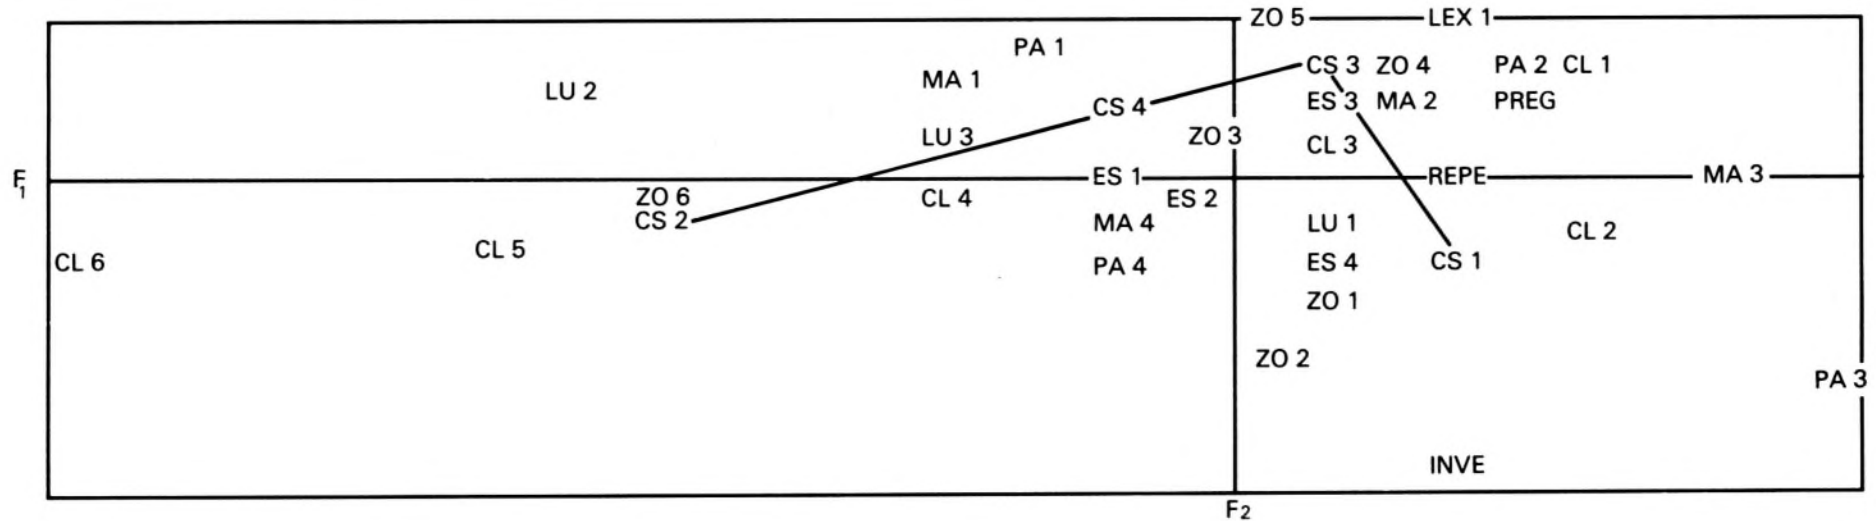 ZO 5 LEX 1
PA 1
CS 3 ZO 4 PA 2 CL 1
MA 1
LU 2
ES 3 MA 2 PREG
CS 4
LU 3 ZO 3
CL 3
F1 ES 1 REPE MA 3
ZO 6 CL 4 ES 2
CS 2 MA 4 LU 1 CL 2
CL 5
CL 6 PA 4 ES 4 CS 1
ZO 1
ZO 2
PA 3
INVE
F2